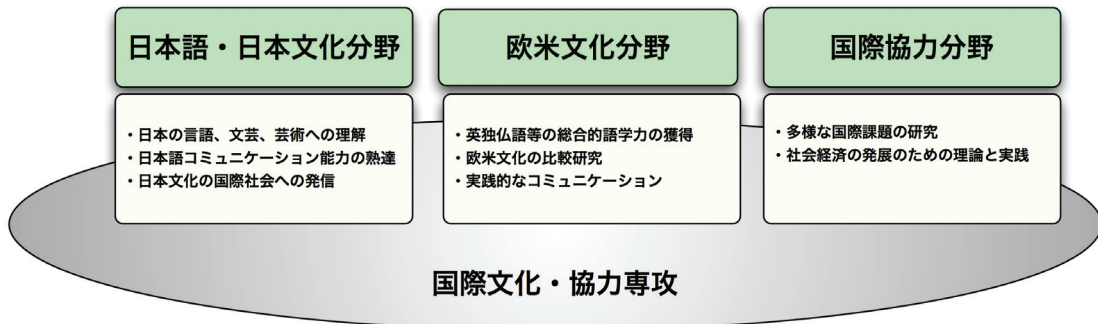 日本語・日本文化分野
・日本の言語、文芸、芸術への理解
・日本語コミュニケーション能力の熟達
・日本文化の国際社会への発信
欧米文化分野
・英独仏語等の総合的語学力の獲得
・欧米文化の比較研究
・実践的なコミュニケーション
国際協力分野
・多様な国際課題の研究
・社会経済の発展のための理論と実践
国際文化・協力専攻